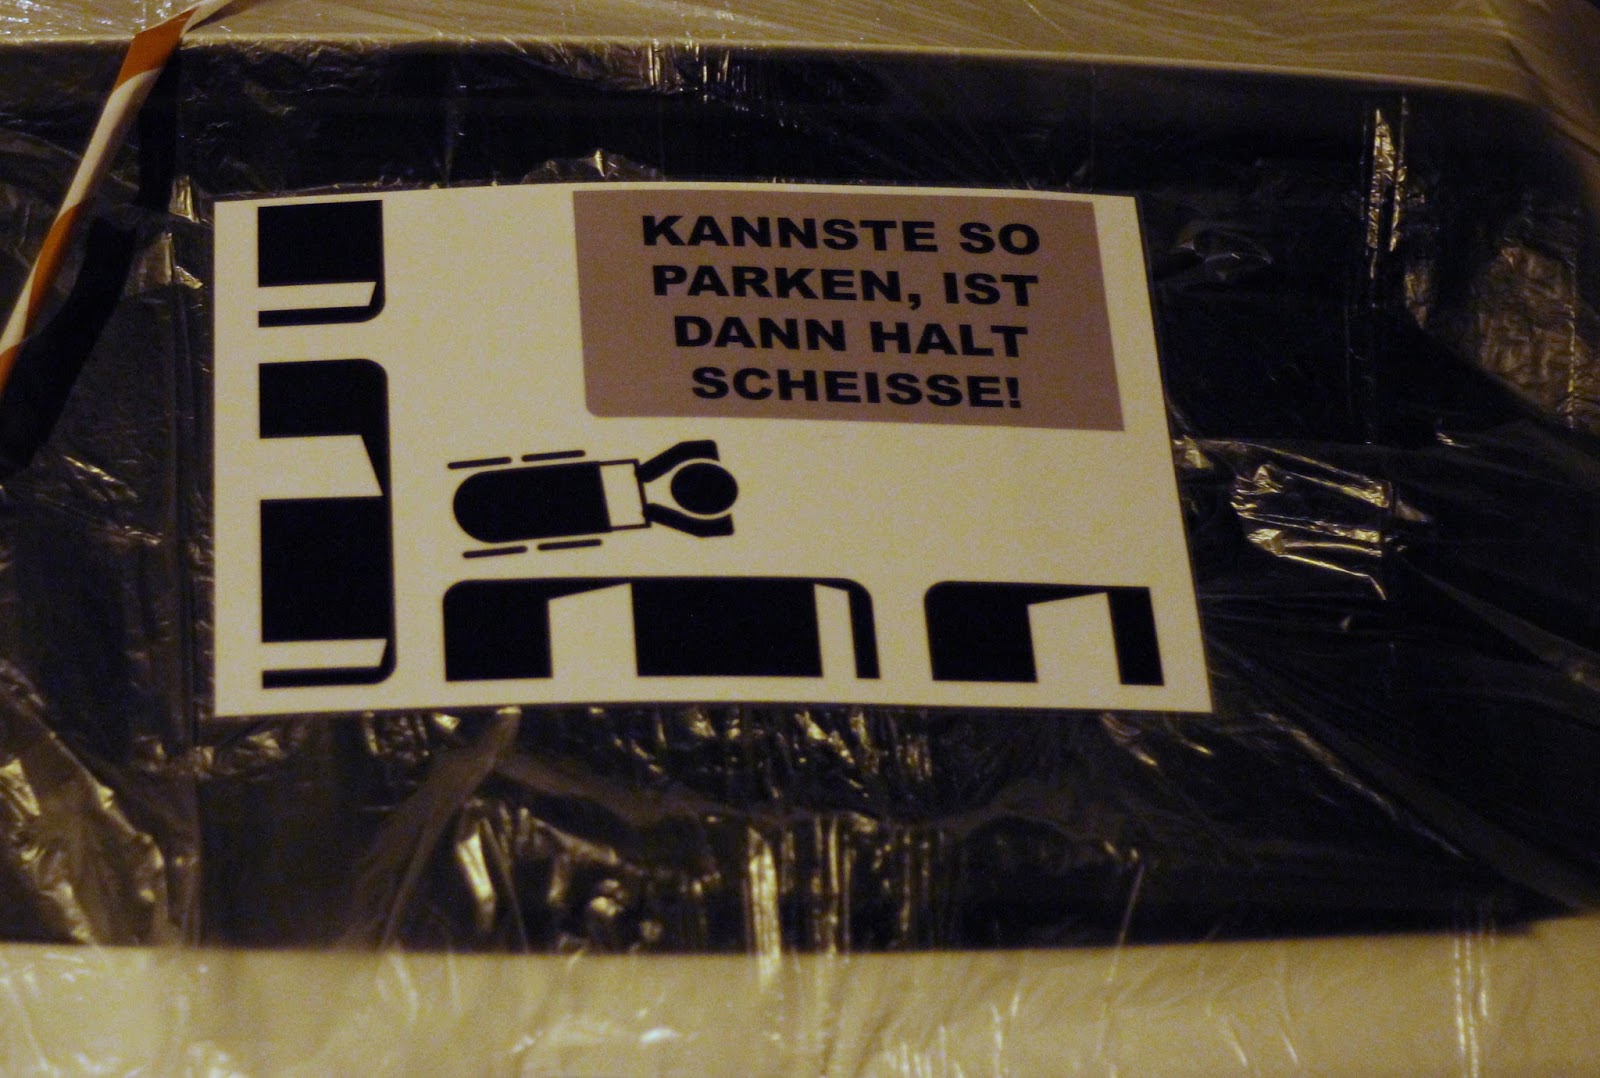 KANNSTE SO
PARKEN, IST
DANN HALT
SCHEISSE!